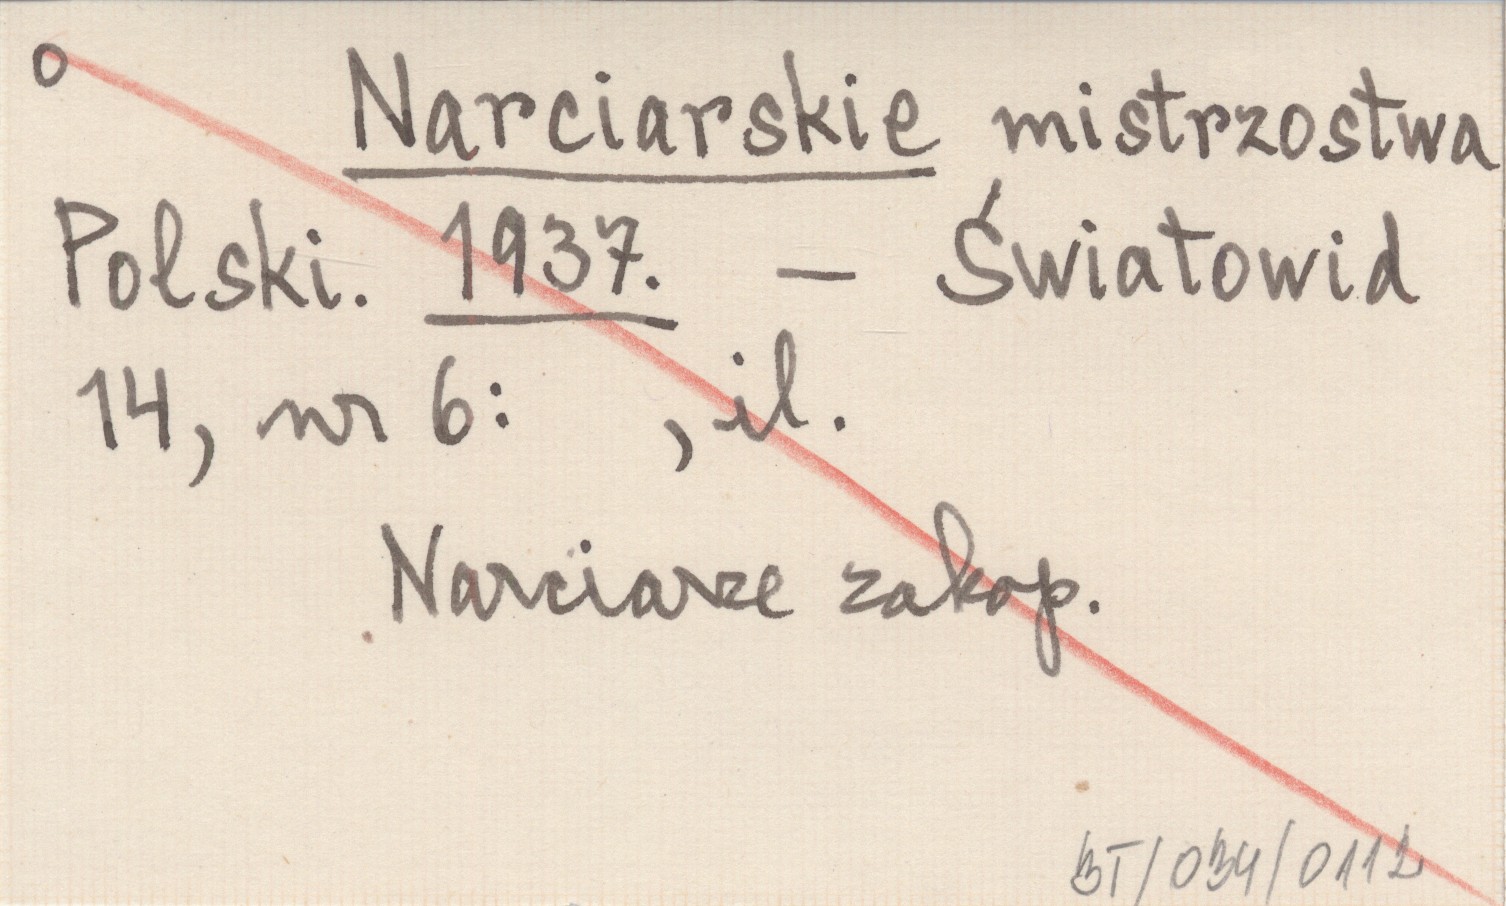 o Narciarskie mistrzostwa
Polski. 1937. — Światowid
14, nr 6: , il.
Narciarze zakop.
BT/034/0112